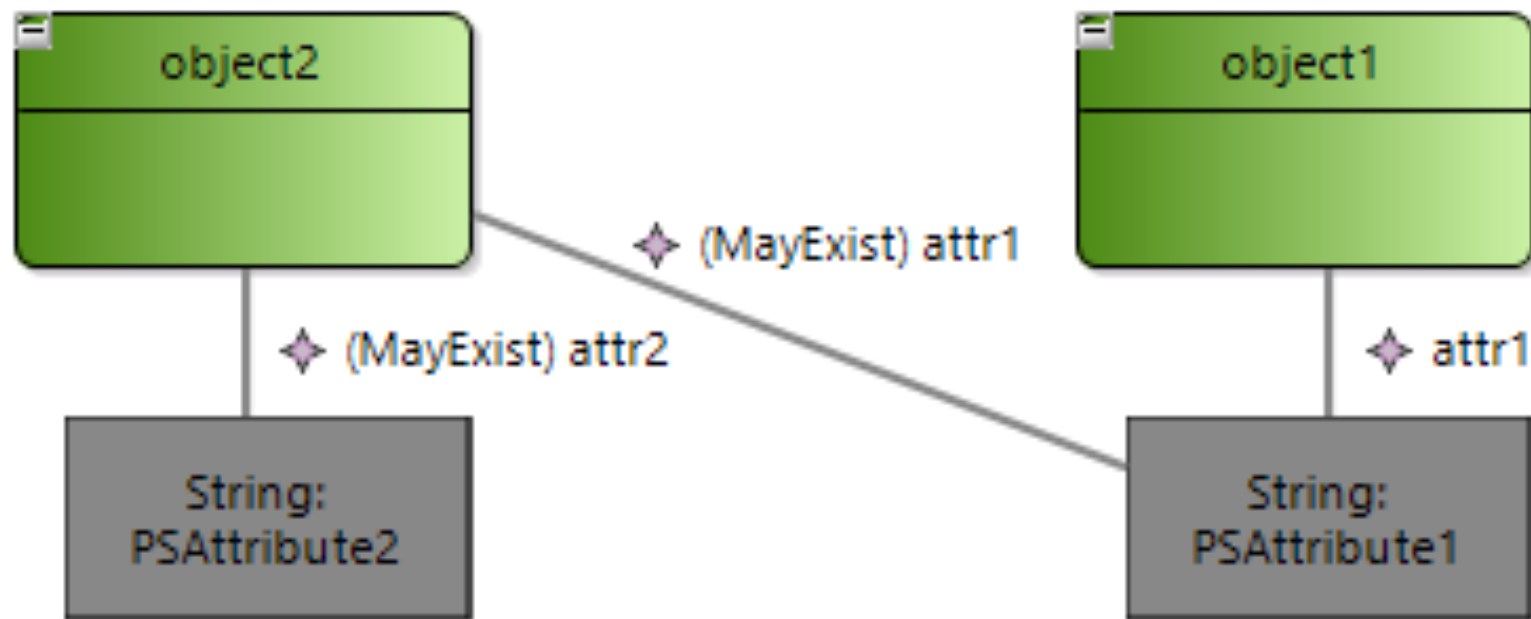 object2
object1
(MayExist) attr1
(MayExist) attr2
attr1
String:
PSAttribute2
String:
PSAttribute1